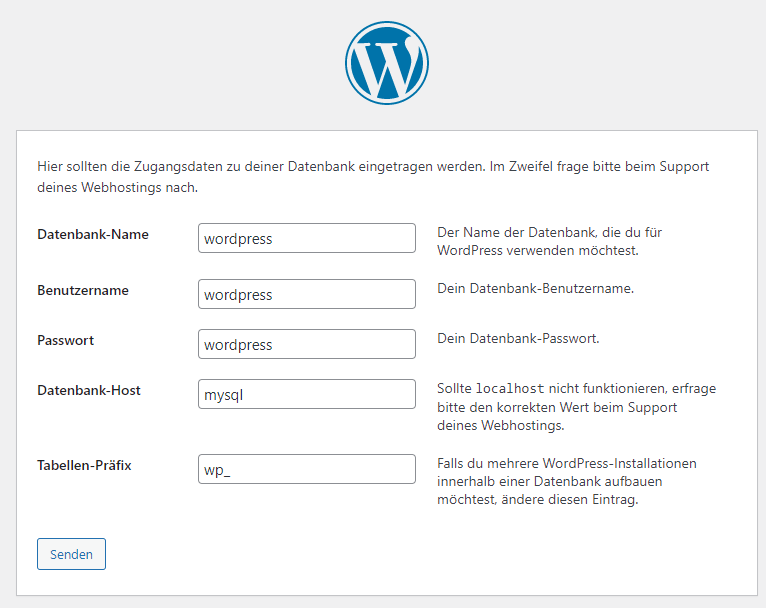 Hier sollten die Zugangsdaten zu deiner Datenbank eingetragen werden. Im Zweifel frage bitte beim Support
deines Webhostings nach.
Datenbank-Name
wordpress
Der Name der Datenbank, die du für
WordPress verwenden möchtest.
Benutzername
wordpress
Dein Datenbank-Benutzername.
Passwort
wordpress
Dein Datenbank-Passwort.
Datenbank-Host
mysql
Sollte localhost nicht funktionieren, erfrage
bitte den korrekten Wert beim Support
deines Webhostings.
Tabellen-Präfix
wp_
Falls du mehrere WordPress-Installationen
innerhalb einer Datenbank aufbauen
möchtest, ändere diesen Eintrag.
Senden